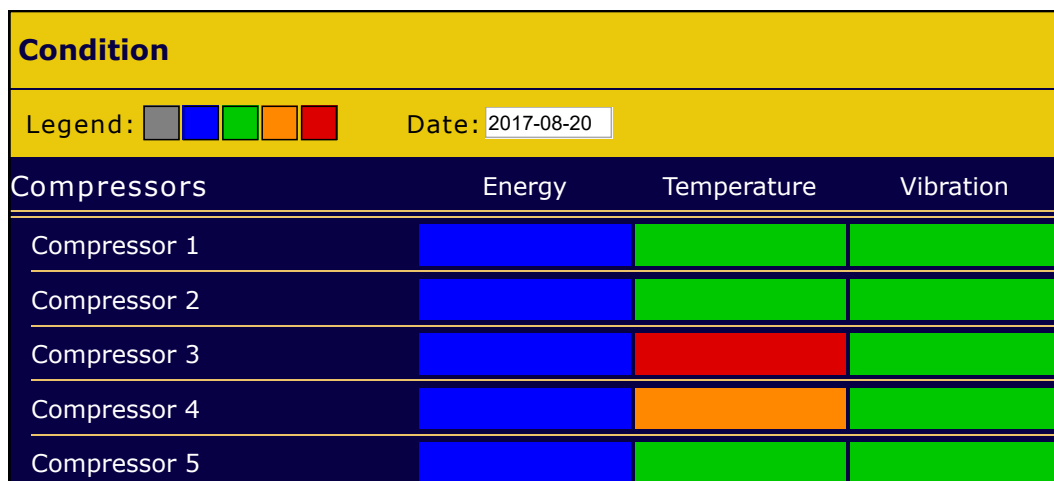 Condition
Legend: Date: 2017-08-20
Compressors Energy Temperature Vibration
Compressor 1
Compressor 2
Compressor 3
Compressor 4
Compressor 5